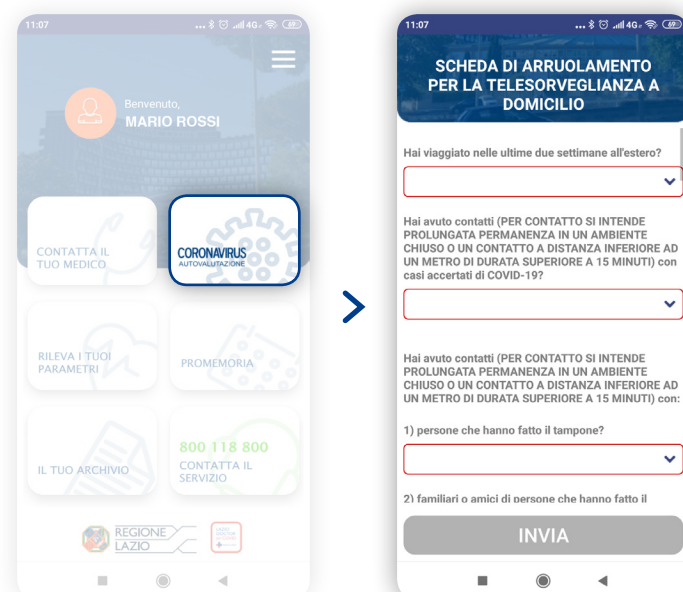 11:07
... 4G 69
Benvenuto,
MARIO ROSSI
CONTATTA IL
TUO MEDICO
CORONAVIRUS
AUTOVALUTAZIONE
RILEVA I TUOI
PARAMETRI
PROMEMORIA
IL TUO ARCHIVIO
800 118 800
CONTATTA IL
SERVIZIO
REGIONE
LAZIO
LAZIO
DOCTOR
11:07
... 4G 69
SCHEDA DI ARRUOLAMENTO
PER LA TELESORVEGLIANZA A
DOMICILIO
Hai viaggiato nelle ultime due settimane all'estero?
Hai avuto contatti (PER CONTATTO SI INTENDE
PROLUNGATA PERMANENZA IN UN AMBIENTE
CHIUSO O UN CONTATTO A DISTANZA INFERIORE AD
UN METRO DI DURATA SUPERIORE A 15 MINUTI) con
casi accertati di COVID-19?
Hai avuto contatti (PER CONTATTO SI INTENDE
PROLUNGATA PERMANENZA IN UN AMBIENTE
CHIUSO O UN CONTATTO A DISTANZA INFERIORE AD
UN METRO DI DURATA SUPERIORE A 15 MINUTI) con:
1) persone che hanno fatto il tampone?
2) familiari o amici di persone che hanno fatto il
INVIA